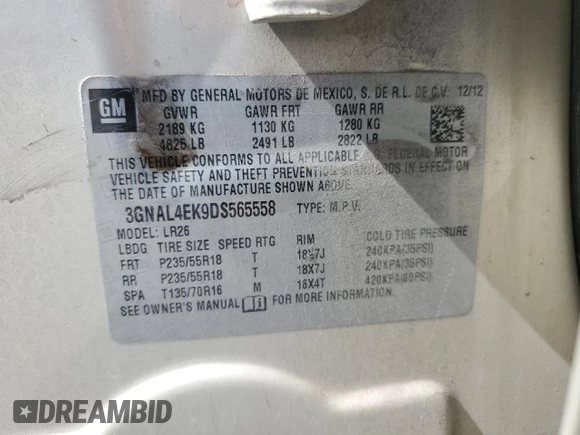 GM MFD BY GENERAL MOTORS DE MEXICO, S. DE R.L. DE C.V. 12/12
GVWR GAWR FRT GAWR RR
2189 KG 1130 KG 1280 KG
4825 LB 2491 LB 2822 LB
THIS VEHICLE CONFORMS TO ALL APPLICABLE U.S. FEDERAL MOTOR
VEHICLE SAFETY AND THEFT PREVENTION STANDARDS IN EFFECT ON
THE DATE OF MANUFACTURE SHOWN ABOVE.
3GNAL4EK9DS565558 TYPE: M.P.V.
MODEL: LR26
LBDG TIRE SIZE SPEED RTG RIM COLD TIRE PRESSURE
FRT P235/55R18 T 18X7J 240KPA(35PSI)
RR P235/55R18 T 18X7J 240KPA(35PSI)
SPA T135/70R16 M 16X4T 420KPA(60PSI)
SEE OWNER'S MANUAL FOR MORE INFORMATION.
DREAMBID